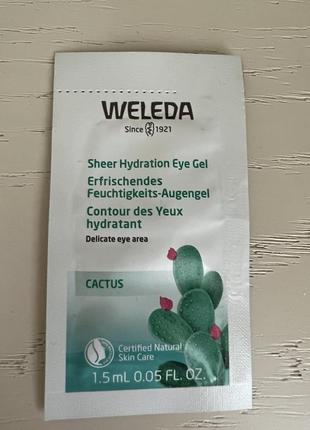 WELEDA
Since 1921
Sheer Hydration Eye Gel
Erfrischendes
Feuchtigkeits-Augengel
Contour des Yeux
hydratant
Delicate eye area
CACTUS
Certified Natural
Skin Care
1.5 mL 0.05 FL. OZ.